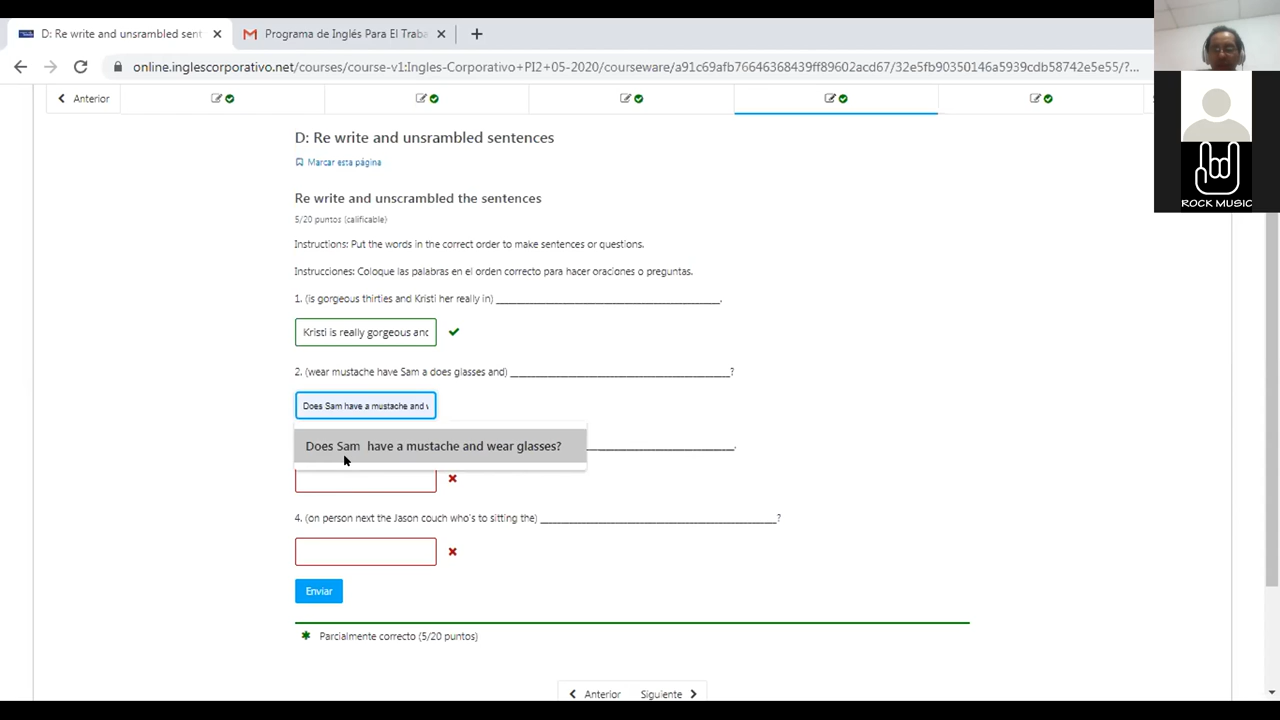 D: Re write and unsrambled sent
Programa de Inglés Para El Traba
online.inglescorporativo.net/courses/course-v1:Ingles-Corporativo+PI2+05-2020/courseware/a91c69afb76646368439ff89602acd67/32e5fb90350146a5939cdb58742e5e55/?...
Anterior
D: Re write and unsrambled sentences
Marcar esta página
Re write and unscrambled the sentences
5/20 puntos (calificable)
Instructions: Put the words in the correct order to make sentences or questions.
Instrucciones: Coloque las palabras en el orden correcto para hacer oraciones o preguntas.
1. (is gorgeous thirties and Kristi her really in) ______________________________.
Kristi is really gorgeous and
2. (wear mustache have Sam a does glasses and) ______________________________?
Does Sam have a mustache and w
Does Sam  have a mustache and wear glasses?
______________________________.
4. (on person next the Jason couch who's to sitting the) ______________________________?
Enviar
Parcialmente correcto (5/20 puntos)
Anterior
Siguiente
ROCK MUSIC